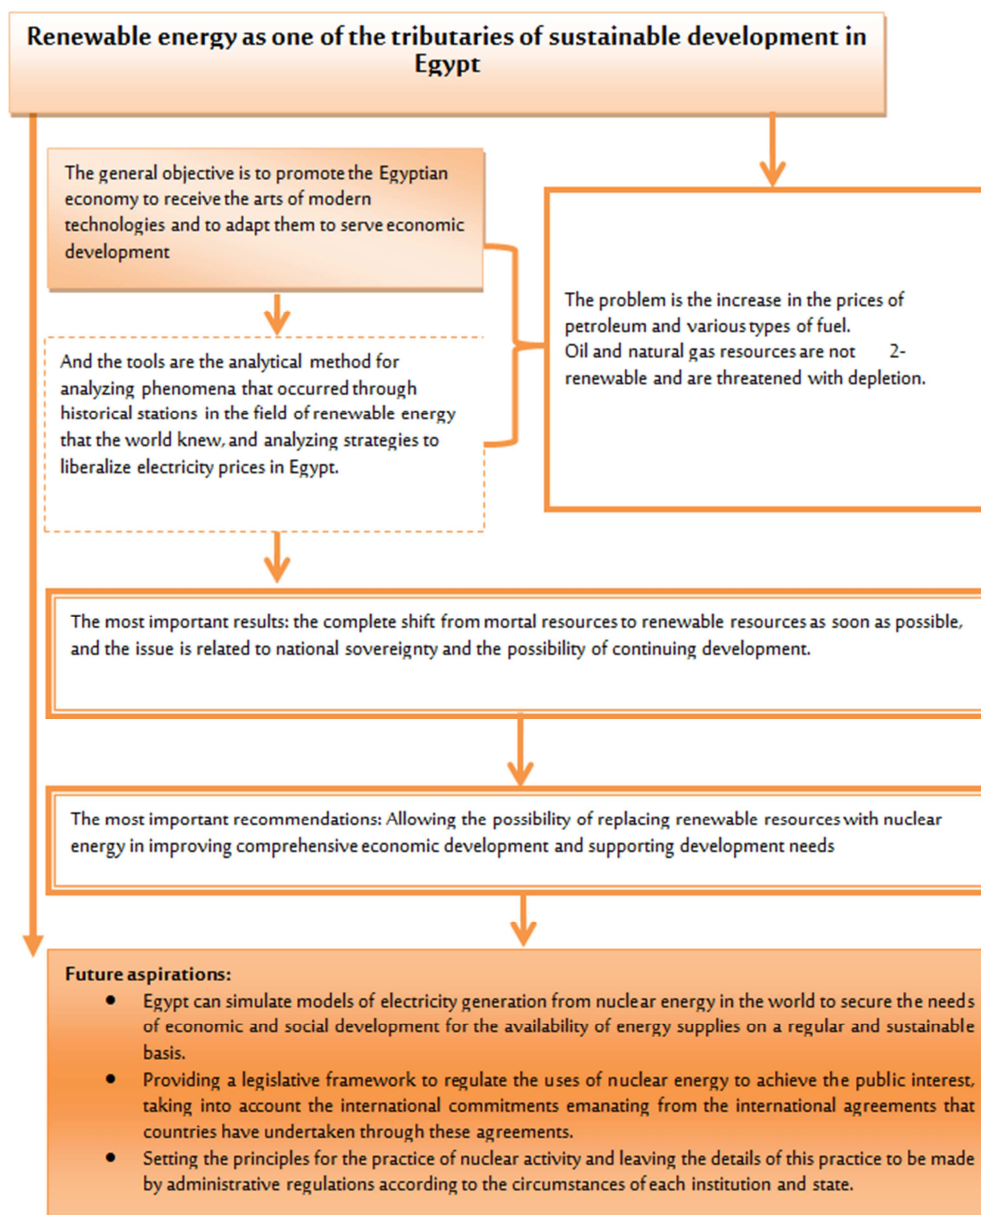 Renewable energy as one of the tributaries of sustainable development in
Egypt
The general objective is to promote the Egyptian
economy to receive the arts of modern
technologies and to adapt them to serve economic
development
The problem is the increase in the prices of
petroleum and various types of fuel.
Oil and natural gas resources are not 2-
renewable and are threatened with depletion.
And the tools are the analytical method for
analyzing phenomena that occurred through
historical stations in the field of renewable energy
that the world knew, and analyzing strategies to
liberalize electricity prices in Egypt.
The most important results: the complete shift from mortal resources to renewable resources as soon as possible,
and the issue is related to national sovereignty and the possibility of continuing development.
The most important recommendations: Allowing the possibility of replacing renewable resources with nuclear
energy in improving comprehensive economic development and supporting development needs
Future aspirations:
● Egypt can simulate models of electricity generation from nuclear energy in the world to secure the needs
of economic and social development for the availability of energy supplies on a regular and sustainable
basis.
● Providing a legislative framework to regulate the uses of nuclear energy to achieve the public interest,
taking into account the international commitments emanating from the international agreements that
countries have undertaken through these agreements.
● Setting the principles for the practice of nuclear activity and leaving the details of this practice to be made
by administrative regulations according to the circumstances of each institution and state.